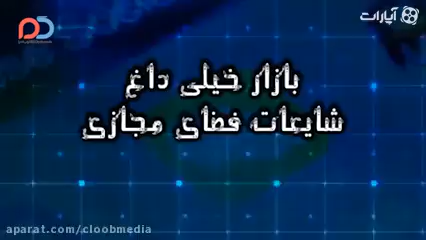 آپارات
بازار خیلی داغ
شایعات فضای مجازی
aparat.com/cloobmedia